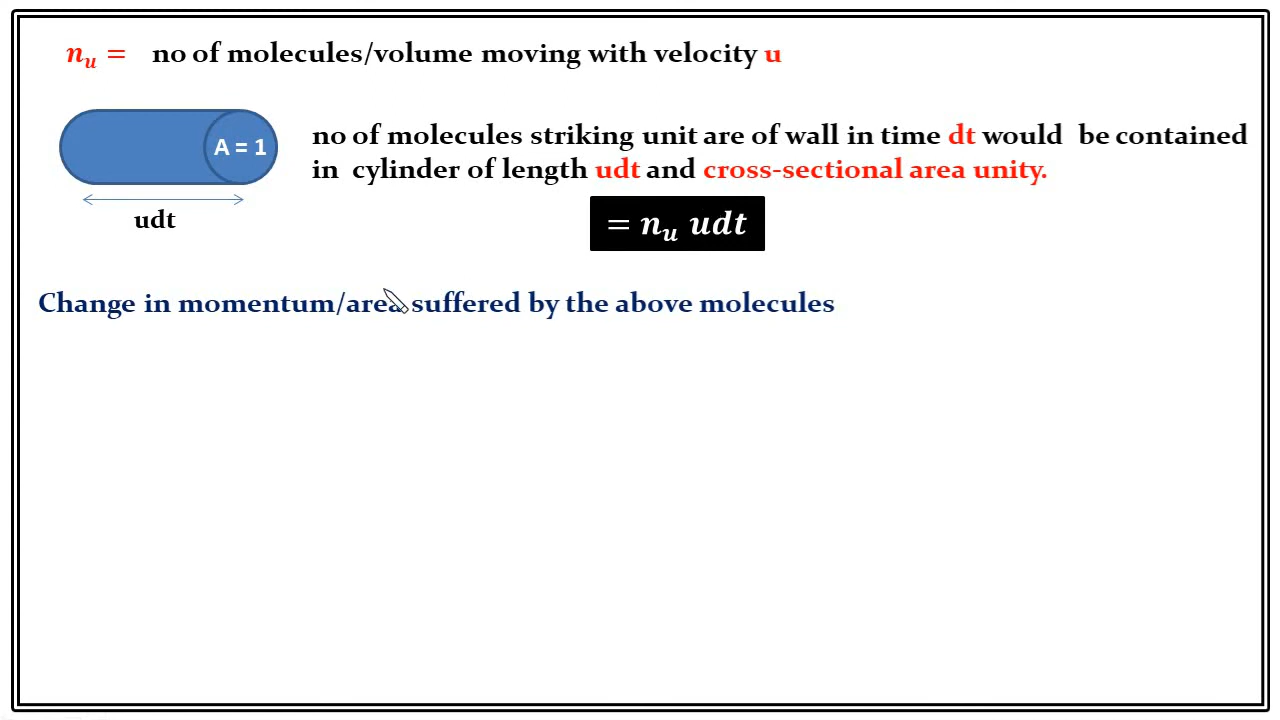 n_u = no of molecules/volume moving with velocity u
A = 1
udt
no of molecules striking unit are of wall in time dt would be contained
in cylinder of length udt and cross-sectional area unity.
= n_u udt
Change in momentum/area suffered by the above molecules